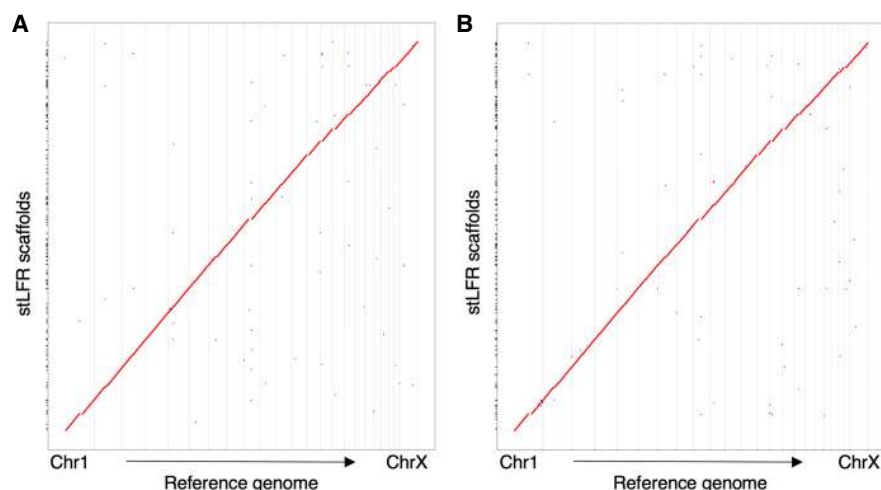 A
B
stLFR scaffolds
stLFR scaffolds
Chr1
ChrX
Chr1
ChrX
Reference genome
Reference genome